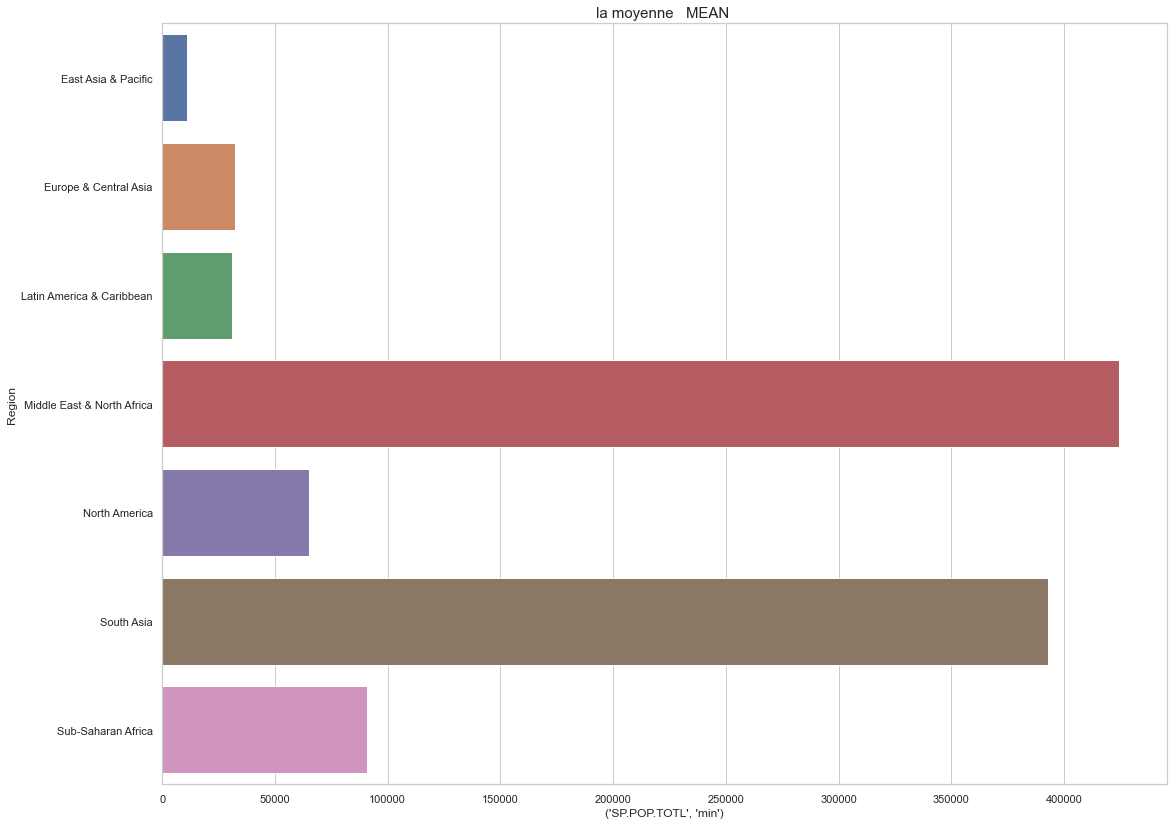 la moyenne   MEAN
East Asia & Pacific
Europe & Central Asia
Latin America & Caribbean
Middle East & North Africa
North America
South Asia
Sub-Saharan Africa
Region
0 50000 100000 150000 200000 250000 300000 350000 400000
('SP.POP.TOTL', 'min')